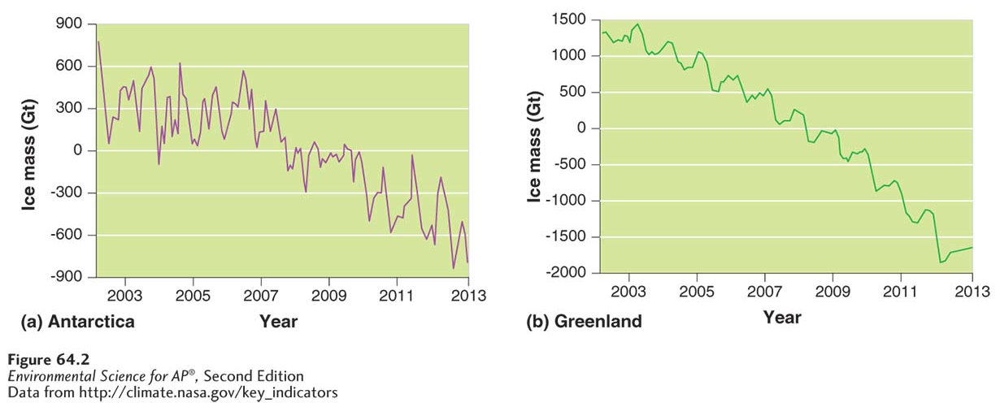 900
600
300
0
-300
-600
-900
Ice mass (Gt)
2003 2005 2007 2009 2011 2013
(a) Antarctica Year
1500
1000
500
0
-500
-1000
-1500
-2000
Ice mass (Gt)
2003 2005 2007 2009 2011 2013
(b) Greenland Year
Figure 64.2
Environmental Science for AP®, Second Edition
Data from http://climate.nasa.gov/key_indicators